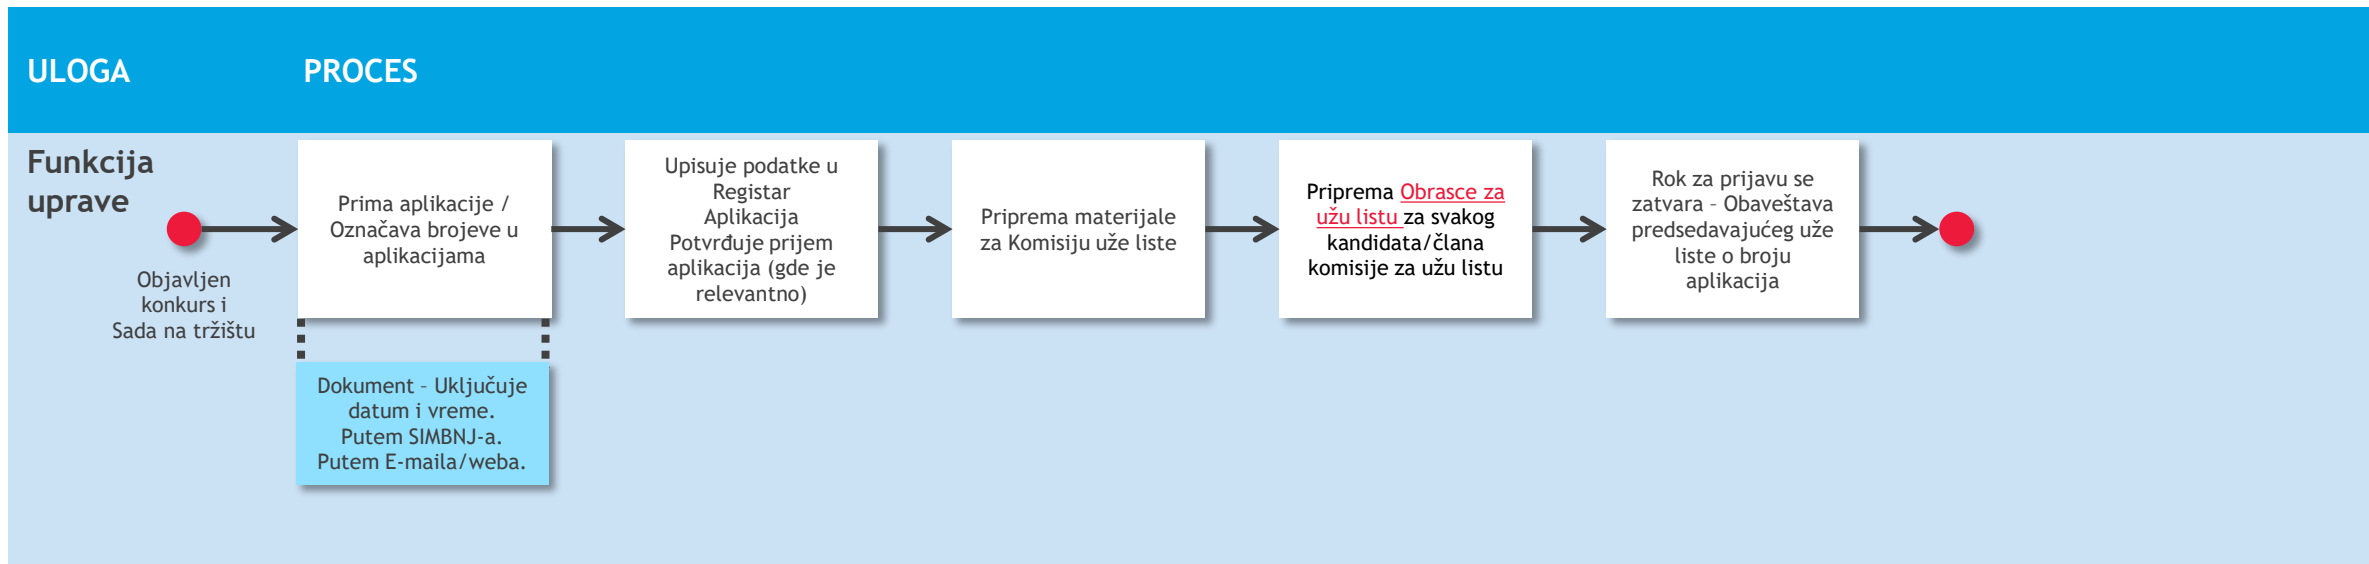 ULOGA
PROCES
Funkcija
uprave
Objavljen
konkurs i
Sada na tržištu
Prima aplikacije /
Označava brojeve u
aplikacijama
Dokument – Uključuje
datum i vreme.
Putem SIMBNJ-a.
Putem E-maila/weba.
Upisuje podatke u
Registar
Aplikacija
Potvrđuje prijem
aplikacija (gde je
relevantno)
Priprema materijale
za Komisiju uže liste
Priprema Obrasce za
užu listu za svakog
kandidata/člana
komisije za užu listu
Rok za prijavu se
zatvara – Obaveštava
predsedavajućeg uže
liste o broju
aplikacija